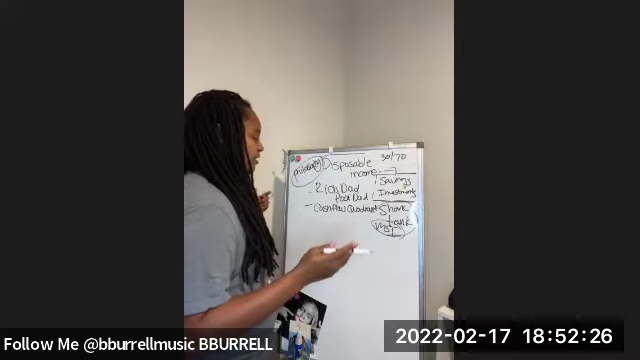 philosophy Disposable 30/70
income
Savings
- Rich Dad Investments
Poor Dad
- Cashflow Quadrant Shark
Tank
Follow Me @bburrellmusic BBURRELL
2022-02-17 18:52:26